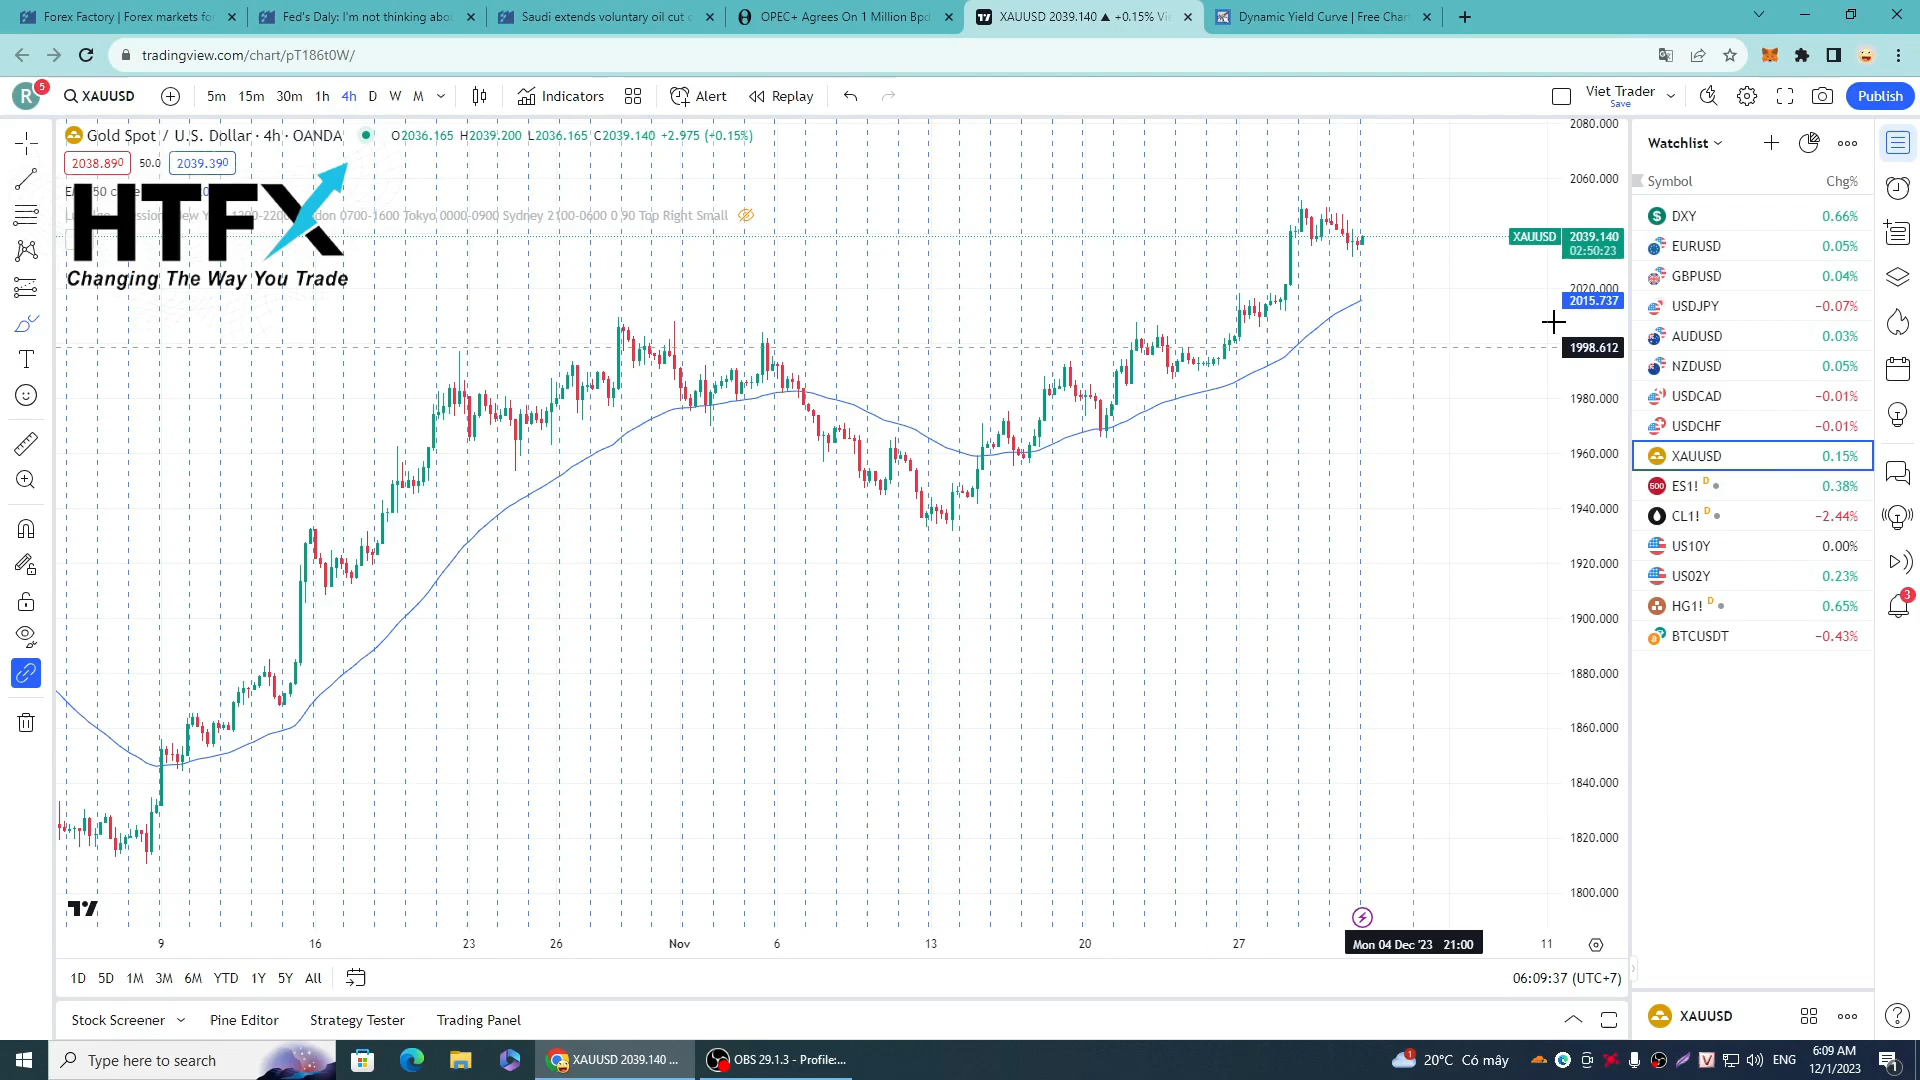 Forex Factory | Forex markets fo
Fed's Daly: I'm not thinking abou
Saudi extends voluntary oil cut o
OPEC+ Agrees On 1 Million Bpd
XAUUSD 2039.140 ▲ +0.15% Vi
Dynamic Yield Curve | Free Char
tradingview.com/chart/pT186t0W/
R
5
XAUUSD
5m 15m 30m 1h 4h D W M
Indicators
Alert
Replay
Viet Trader
Save
Publish
Gold Spot / U.S. Dollar · 4h · OANDA
O2036.165 H2039.200 L2036.165 C2039.140 +2.975 (+0.15%)
2038.890 50.0 2039.390
Tokyo 0000-0900 Sydney 2100-0600 0 90 Top Right Small
HTFX
Changing The Way You Trade
2080.000
2060.000
XAUUSD 2039.140
02:50:23
2020.000
2015.737
1998.612
1980.000
1960.000
1940.000
1920.000
1900.000
1880.000
1860.000
1840.000
1820.000
1800.000
9 16 23 26 Nov 6 13 20 27 Mon 04 Dec '23 21:00 11
1D 5D 1M 3M 6M YTD 1Y 5Y All
06:09:37 (UTC+7)
Stock Screener
Pine Editor
Strategy Tester
Trading Panel
Watchlist
Symbol Chg%
DXY 0.66%
EURUSD 0.05%
GBPUSD 0.04%
USDJPY −0.07%
AUDUSD 0.03%
NZDUSD 0.05%
USDCAD −0.01%
USDCHF −0.01%
XAUUSD 0.15%
500 ES1! D 0.38%
CL1! D −2.44%
US10Y 0.00%
US02Y 0.23%
HG1! D 0.65%
BTCUSDT −0.43%
3
XAUUSD
Type here to search
XAUUSD 2039.140 ...
OBS 29.1.3 - Profile:...
1
20°C Có mây
ENG
6:09 AM
12/1/2023
1